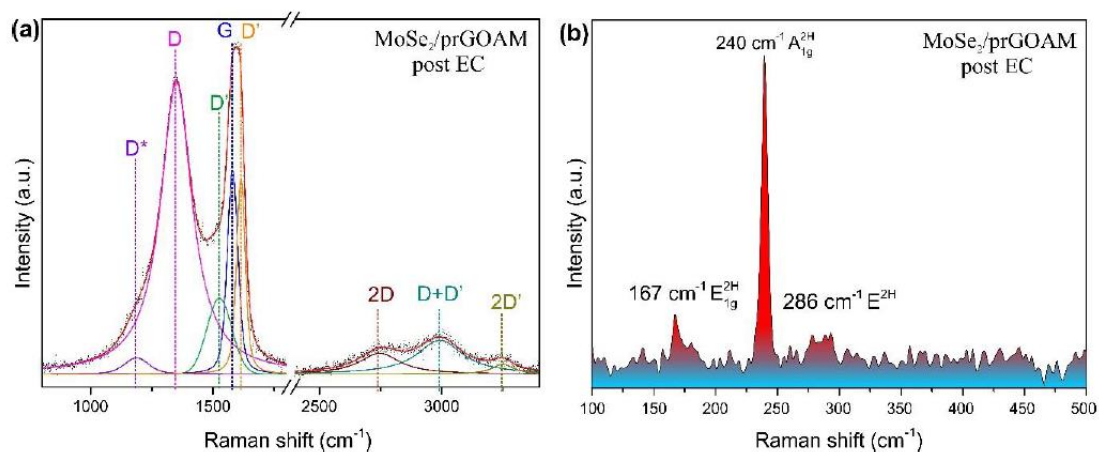 (a)
D
G D'
MoSe₂/prGOAM
post EC
D'
D*
2D D+D' 2D'
Intensity (a.u.)
1000 1500 2500 3000
Raman shift (cm⁻¹)
(b)
240 cm⁻¹ A₁g²ᴴ
MoSe₂/prGOAM
post EC
167 cm⁻¹ E₁g²ᴴ
286 cm⁻¹ E²ᴴ
Intensity (a.u.)
100 150 200 250 300 350 400 450 500
Raman shift (cm⁻¹)